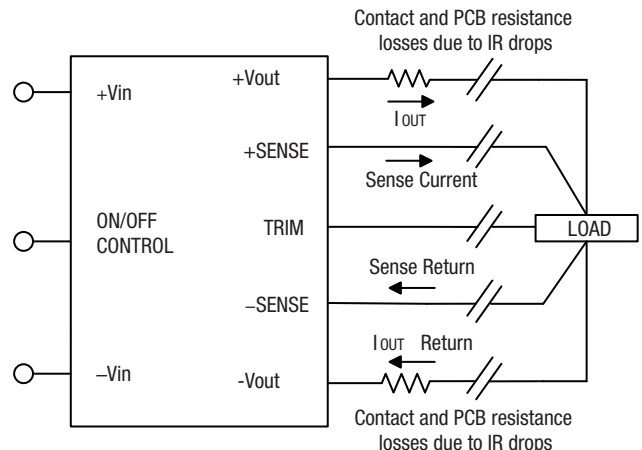 Contact and PCB resistance
losses due to IR drops
+Vout
+Vin
IOUT
+SENSE
Sense Current
ON/OFF
CONTROL
TRIM
LOAD
Sense Return
−SENSE
IOUT Return
−Vin
-Vout
Contact and PCB resistance
losses due to IR drops